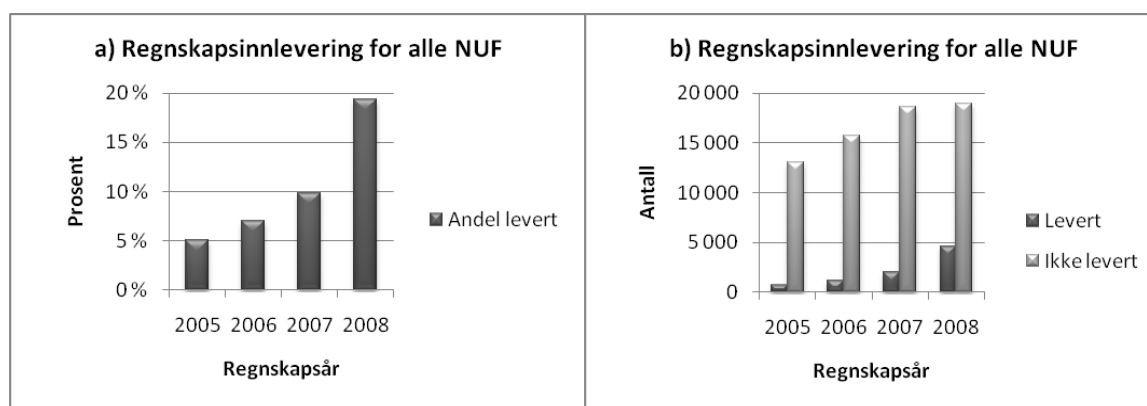 a) Regnskapsinnlevering for alle NUF
20 %
15 %
10 %
5 %
0 %
Prosent
2005 2006 2007 2008
Regnskapsår
Andel levert
b) Regnskapsinnlevering for alle NUF
20 000
15 000
10 000
5 000
0
Antall
2005 2006 2007 2008
Regnskapsår
Levert
Ikke levert